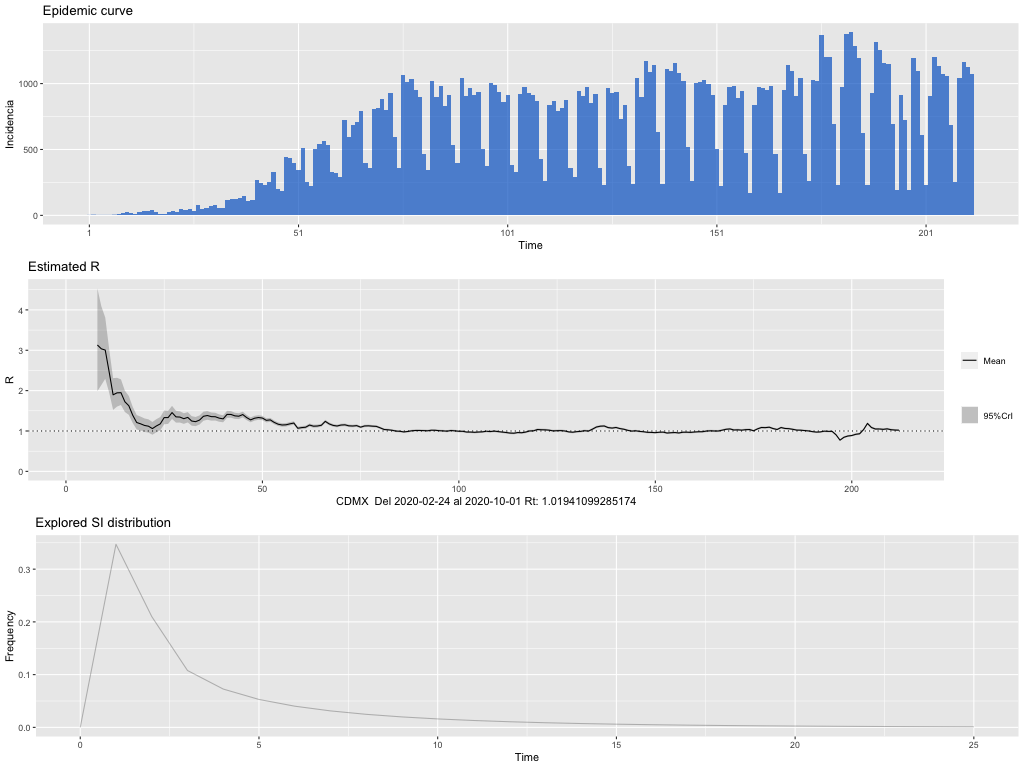 Epidemic curve
Incidencia
1000
500
0
1
51
101
151
201
Time
Estimated R
R
4
3
2
1
0
0
50
100
150
200
CDMX  Del 2020-02-24 al 2020-10-01 Rt: 1.01941099285174
Mean
95%CrI
Explored SI distribution
Frequency
0.3
0.2
0.1
0.0
0
5
10
15
20
25
Time